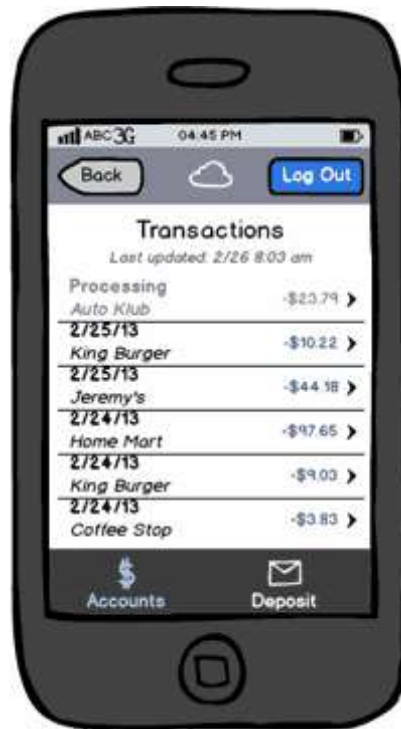 ABC 3G 04:45 PM
Back Log Out
Transactions
Last updated: 2/26 8:03 am
Processing
Auto Klub -$23.79
2/25/13
King Burger -$10.22
2/25/13
Jeremy's -$44.18
2/24/13
Home Mart -$97.65
2/24/13
King Burger -$9.03
2/24/13
Coffee Stop -$3.83
$
Accounts Deposit